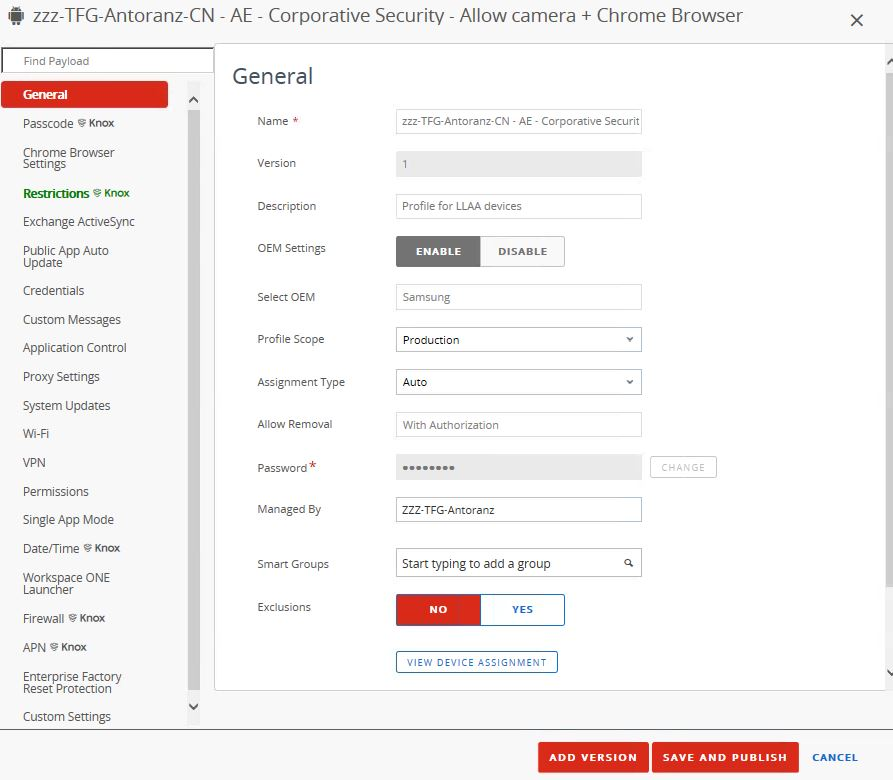 zzz-TFG-Antoranz-CN - AE - Corporative Security - Allow camera + Chrome Browser
Find Payload
General
Passcode Knox
Chrome Browser
Settings
Restrictions Knox
Exchange ActiveSync
Public App Auto
Update
Credentials
Custom Messages
Application Control
Proxy Settings
System Updates
Wi-Fi
VPN
Permissions
Single App Mode
Date/Time Knox
Workspace ONE
Launcher
Firewall Knox
APN Knox
Enterprise Factory
Reset Protection
Custom Settings
General
Name * zzz-TFG-Antoranz-CN - AE - Corporative Securit
Version 1
Description Profile for LLAA devices
OEM Settings ENABLE DISABLE
Select OEM Samsung
Profile Scope Production
Assignment Type Auto
Allow Removal With Authorization
Password* •••••••• CHANGE
Managed By ZZZ-TFG-Antoranz
Smart Groups Start typing to add a group
Exclusions NO YES
VIEW DEVICE ASSIGNMENT
ADD VERSION SAVE AND PUBLISH CANCEL